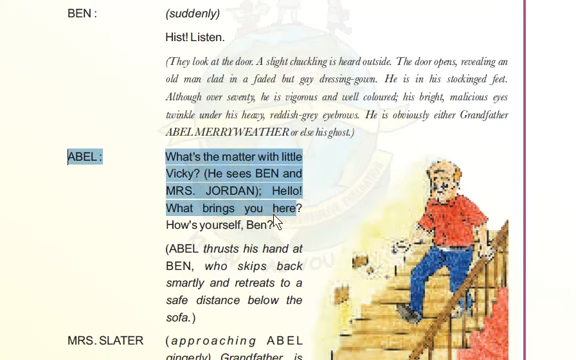 BEN :
(suddenly)
Hist! Listen.
(They look at the door. A slight chuckling is heard outside. The door opens, revealing an
old man clad in a faded but gay dressing-gown. He is in his stockinged feet.
Although over seventy, he is vigorous and well coloured; his bright, malicious eyes
twinkle under his heavy, reddish-grey eyebrows. He is obviously either Grandfather
ABEL MERRYWEATHER or else his ghost.)
ABEL :
What's the matter with little
Vicky? (He sees BEN and
MRS. JORDAN); Hello!
What brings you here?
How's yourself, Ben?
(ABEL thrusts his hand at
BEN, who skips back
smartly and retreats to a
safe distance below the
sofa.)
MRS. SLATER
(approaching ABEL
gingerly) Grandfather, is